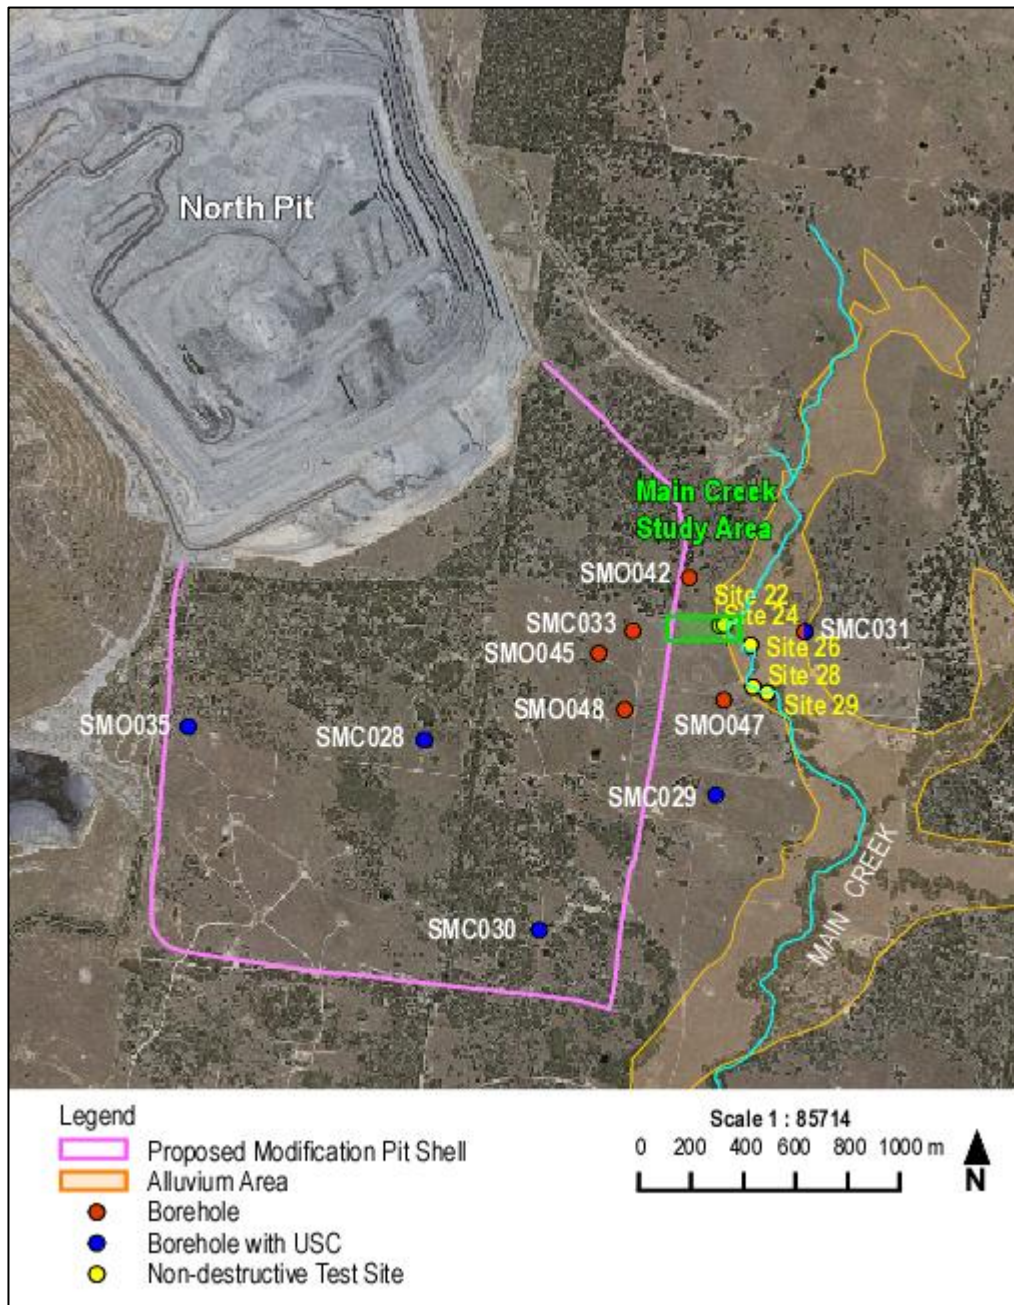 North Pit
Main Creek
Study Area
SMO042
Site 22
Site 24
SMC033
SMC031
SMO045
Site 26
Site 28
SMO048
Site 29
SMO047
SMO035
SMC028
SMC029
MAIN CREEK
SMC030
Legend
Proposed Modification Pit Shell
Alluvium Area
Borehole
Borehole with USC
Non-destructive Test Site
Scale 1 : 85714
0 200 400 600 800 1000 m
N